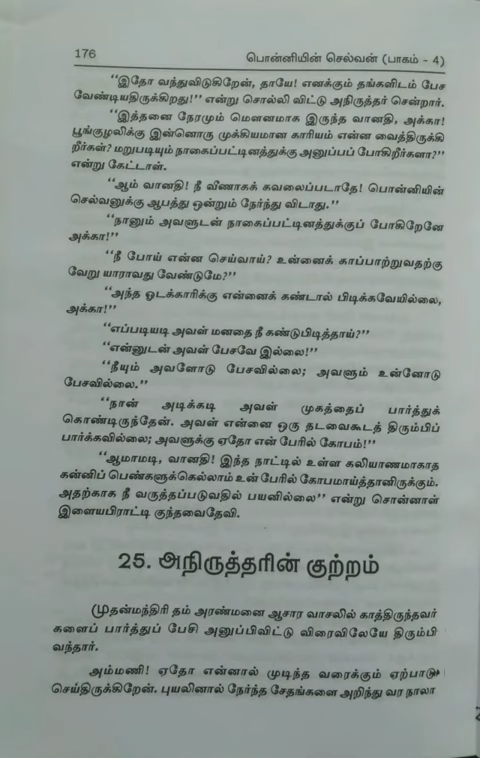 176 பொன்னியின் செல்வன் (பாகம் - 4)
“இதோ வந்துவிடுகிறேன், தாயே! எனக்கும் தங்களிடம் பேச
வேண்டியதிருக்கிறது!” என்று சொல்லி விட்டு அநிருத்தர் சென்றார்.
“இத்தனை நேரமும் மௌனமாக இருந்த வானதி, அக்கா!
பூங்குழலிக்கு இன்னொரு முக்கியமான காரியம் என்ன வைத்திருக்கி
றீர்கள்? மறுபடியும் நாகைப்பட்டினத்துக்கு அனுப்பப் போகிறீர்களா?”
என்று கேட்டாள்.
“ஆம் வானதி! நீ வீணாகக் கவலைப்படாதே! பொன்னியின்
செல்வனுக்கு ஆபத்து ஒன்றும் நேர்ந்து விடாது.”
“நானும் அவளுடன் நாகைப்பட்டினத்துக்குப் போகிறேனே
அக்கா!”
“நீ போய் என்ன செய்வாய்? உன்னைக் காப்பாற்றுவதற்கு
வேறு யாராவது வேண்டுமே?”
“அந்த ஓடக்காரிக்கு என்னைக் கண்டால் பிடிக்கவேயில்லை,
அக்கா!”
“எப்படியடி அவள் மனதை நீ கண்டுபிடித்தாய்?”
“என்னுடன் அவள் பேசவே இல்லை!”
“நீயும் அவளோடு பேசவில்லை; அவளும் உன்னோடு
பேசவில்லை.”
“நான் அடிக்கடி அவள் முகத்தைப் பார்த்துக்
கொண்டிருந்தேன். அவள் என்னை ஒரு தடவைகூடத் திரும்பிப்
பார்க்கவில்லை; அவளுக்கு ஏதோ என் பேரில் கோபம்!”
“ஆமாமடி, வானதி! இந்த நாட்டில் உள்ள கலியாணமாகாத
கன்னிப் பெண்களுக்கெல்லாம் உன் பேரில் கோபமாய்த்தானிருக்கும்.
அதற்காக நீ வருத்தப்படுவதில் பயனில்லை” என்று சொன்னாள்
இளையபிராட்டி குந்தவைதேவி.
25. அநிருத்தரின் குற்றம்
முதன்மந்திரி தம் அரண்மனை ஆசார வாசலில் காத்திருந்தவர்
களைப் பார்த்துப் பேசி அனுப்பிவிட்டு விரைவிலேயே திரும்பி
வந்தார்.
அம்மணி! ஏதோ என்னால் முடிந்த வரைக்கும் ஏற்பாடு
செய்திருக்கிறேன். புயலினால் நேர்ந்த சேதங்களை அறிந்து வர நாலா